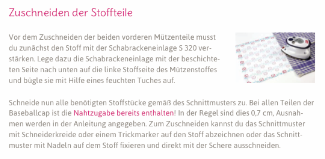 Zuschneiden der Stoffteile
Vor dem Zuschneiden der beiden vorderen Mützenteile musst
du zunächst den Stoff mit der Schabrackeneinlage S 320 ver-
stärken. Lege dazu die Schabrackeneinlage mit der beschichte-
ten Seite nach unten auf die linke Stoffseite des Mützenstoffes
und bügle sie mit Hilfe eines feuchten Tuches auf.
Schneide nun alle benötigten Stoffstücke gemäß des Schnittmusters zu. Bei allen Teilen der
Baseballcap ist die Nahtzugabe bereits enthalten! In der Regel sind dies 0,7 cm, Ausnah-
men werden in der Anleitung angegeben. Zum Zuschneiden kannst du das Schnittmuster
mit Schneiderkreide oder einem Trickmarker auf den Stoff abzeichnen oder das Schnitt-
muster mit Nadeln auf dem Stoff fixieren und direkt mit der Schere ausschneiden.